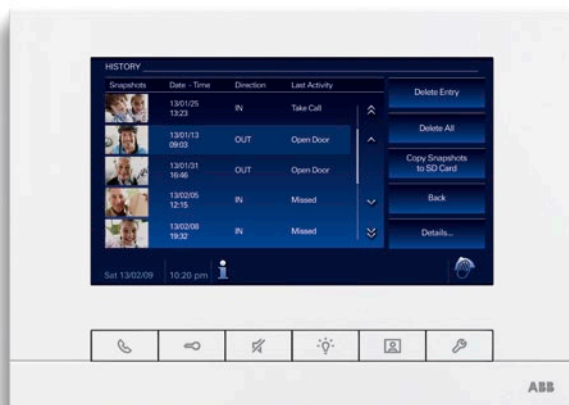 HISTORY
Snapshots Date - Time Direction Last Activity
13/01/25
13:23 IN Take Call
13/01/13
09:03 OUT Open Door
13/01/31
16:46 OUT Open Door
13/02/05
12:15 IN Missed
13/02/08
19:32 IN Missed
Delete Entry
Delete All
Copy Snapshots
to SD Card
Back
Details...
Sat 13/02/09 10:20 pm
ABB